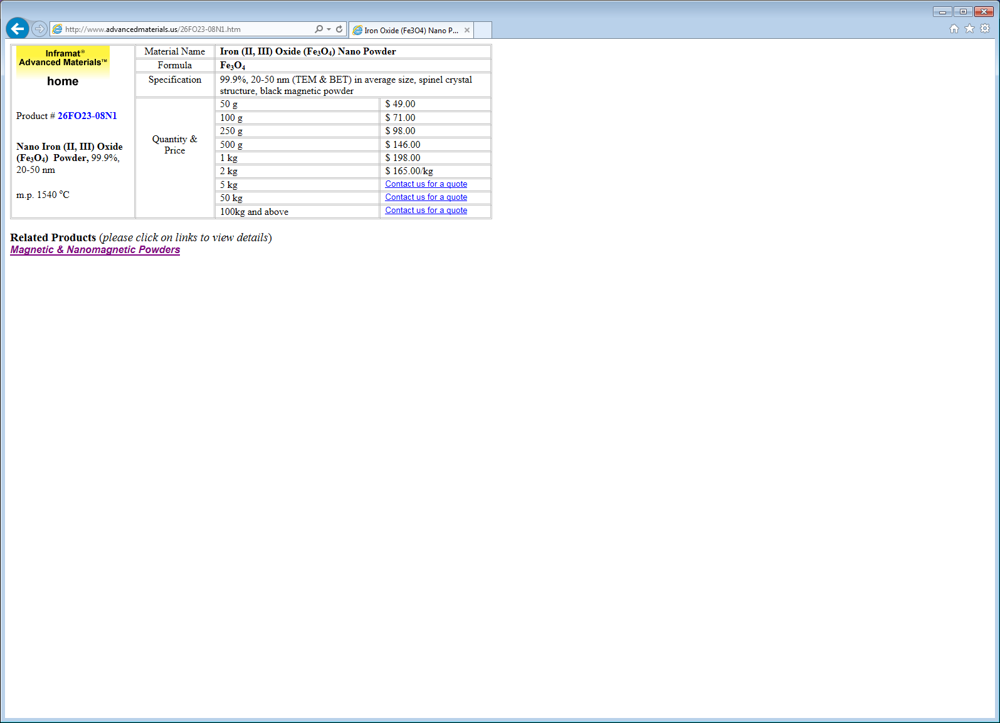 http://www.advancedmaterials.us/26FO23-08N1.htm
Iron Oxide (Fe3O4) Nano P...
Inframat®
Advanced Materials™
home
Product # 26FO23-08N1
Nano Iron (II, III) Oxide
(Fe₃O₄) Powder, 99.9%,
20-50 nm
m.p. 1540 °C
Material Name Iron (II, III) Oxide (Fe₃O₄) Nano Powder
Formula Fe₃O₄
Specification 99.9%, 20-50 nm (TEM & BET) in average size, spinel crystal
structure, black magnetic powder
Quantity &
Price
50 g $ 49.00
100 g $ 71.00
250 g $ 98.00
500 g $ 146.00
1 kg $ 198.00
2 kg $ 165.00/kg
5 kg Contact us for a quote
50 kg Contact us for a quote
100kg and above Contact us for a quote
Related Products (please click on links to view details)
Magnetic & Nanomagnetic Powders